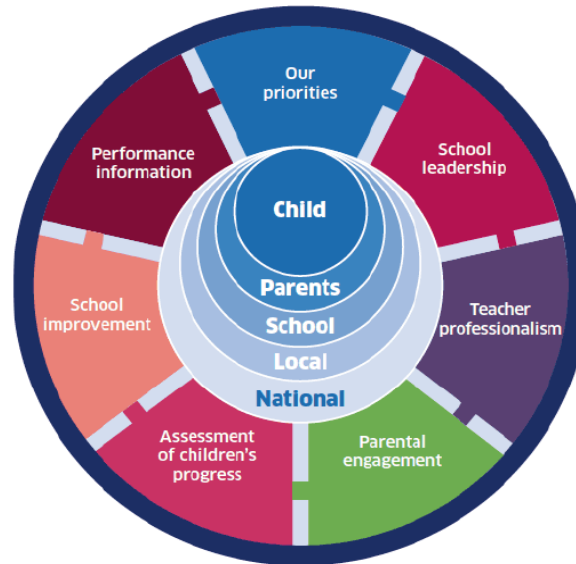 Our
priorities
School
leadership
Teacher
professionalism
Parental
engagement
Assessment
of children's
progress
School
improvement
Performance
information
Child
Parents
School
Local
National